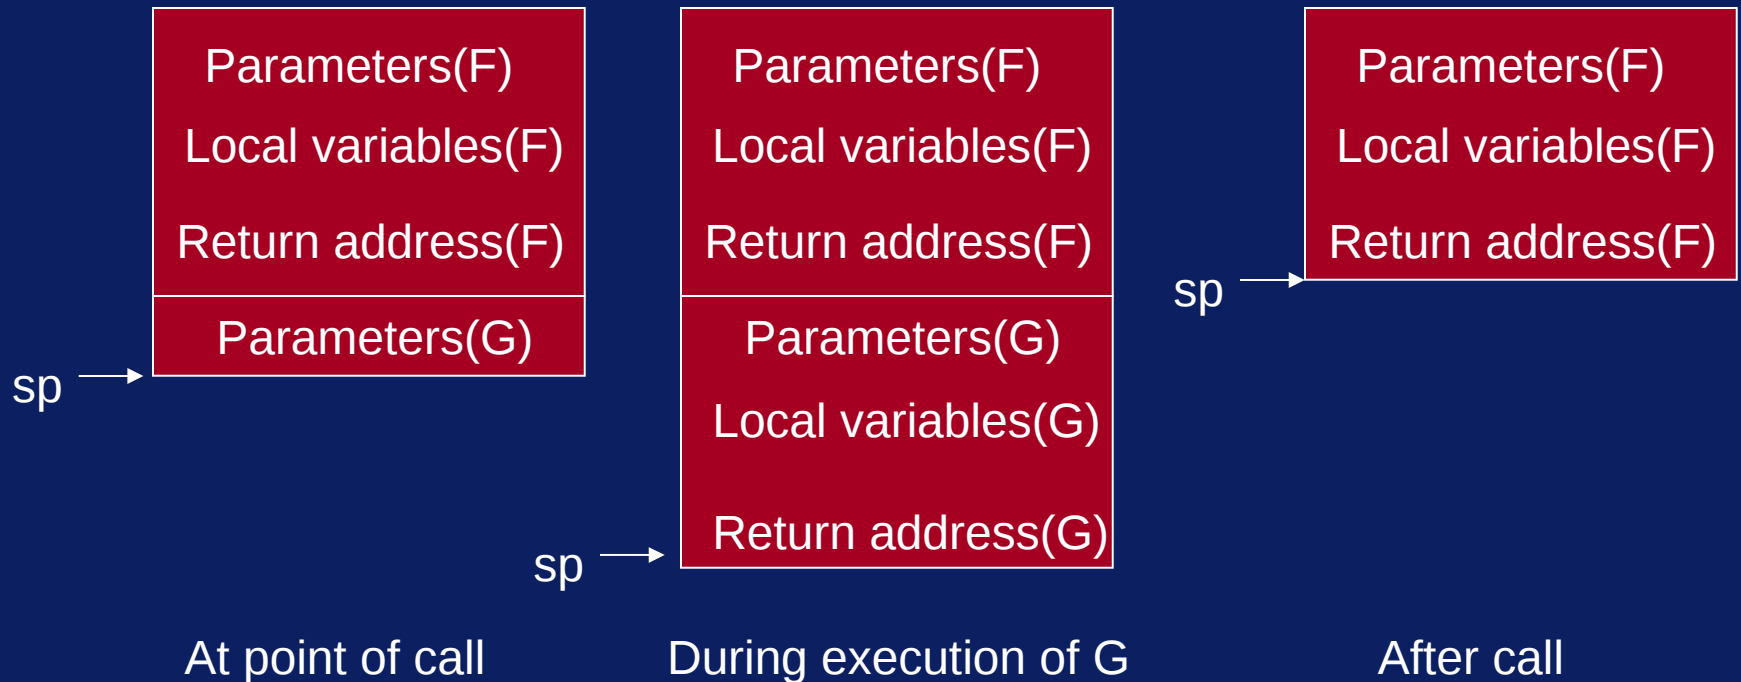 Parameters(F)
Local variables(F)
Return address(F)
Parameters(G)
sp
At point of call
Parameters(F)
Local variables(F)
Return address(F)
Parameters(G)
Local variables(G)
Return address(G)
sp
During execution of G
Parameters(F)
Local variables(F)
Return address(F)
sp
After call